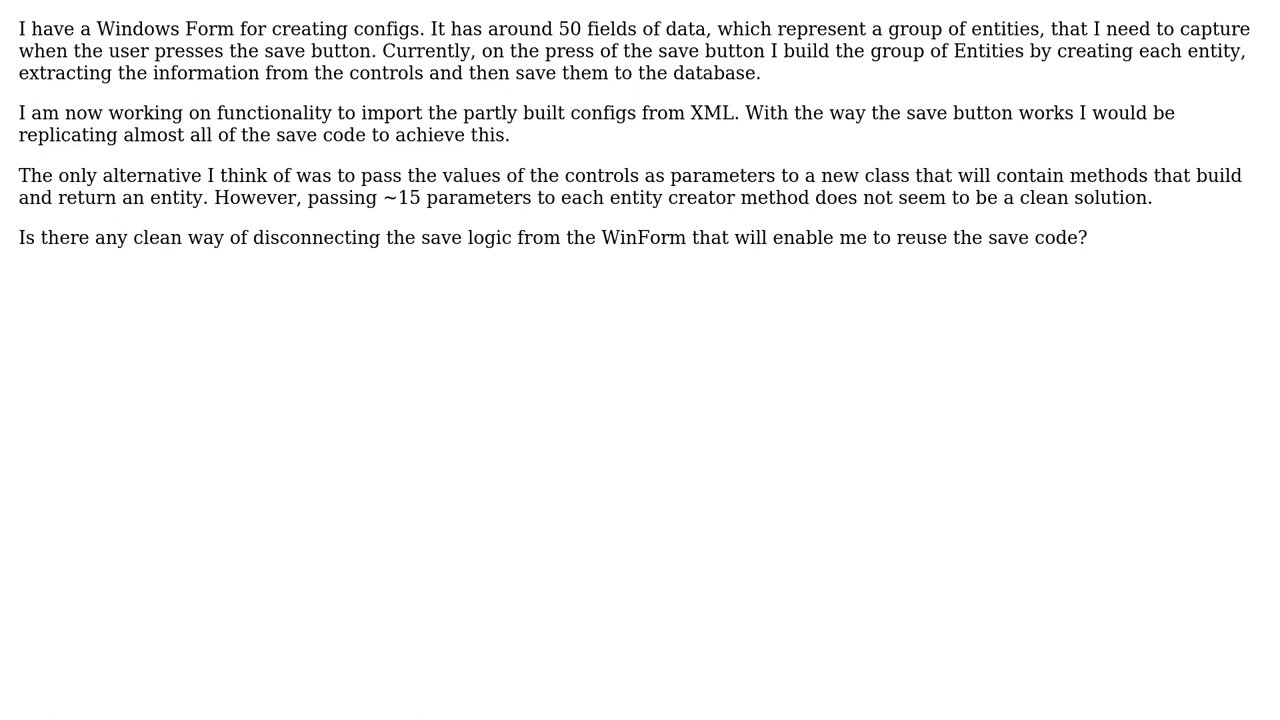 I have a Windows Form for creating configs. It has around 50 fields of data, which represent a group of entities, that I need to capture
when the user presses the save button. Currently, on the press of the save button I build the group of Entities by creating each entity,
extracting the information from the controls and then save them to the database.
I am now working on functionality to import the partly built configs from XML. With the way the save button works I would be
replicating almost all of the save code to achieve this.
The only alternative I think of was to pass the values of the controls as parameters to a new class that will contain methods that build
and return an entity. However, passing ~15 parameters to each entity creator method does not seem to be a clean solution.
Is there any clean way of disconnecting the save logic from the WinForm that will enable me to reuse the save code?